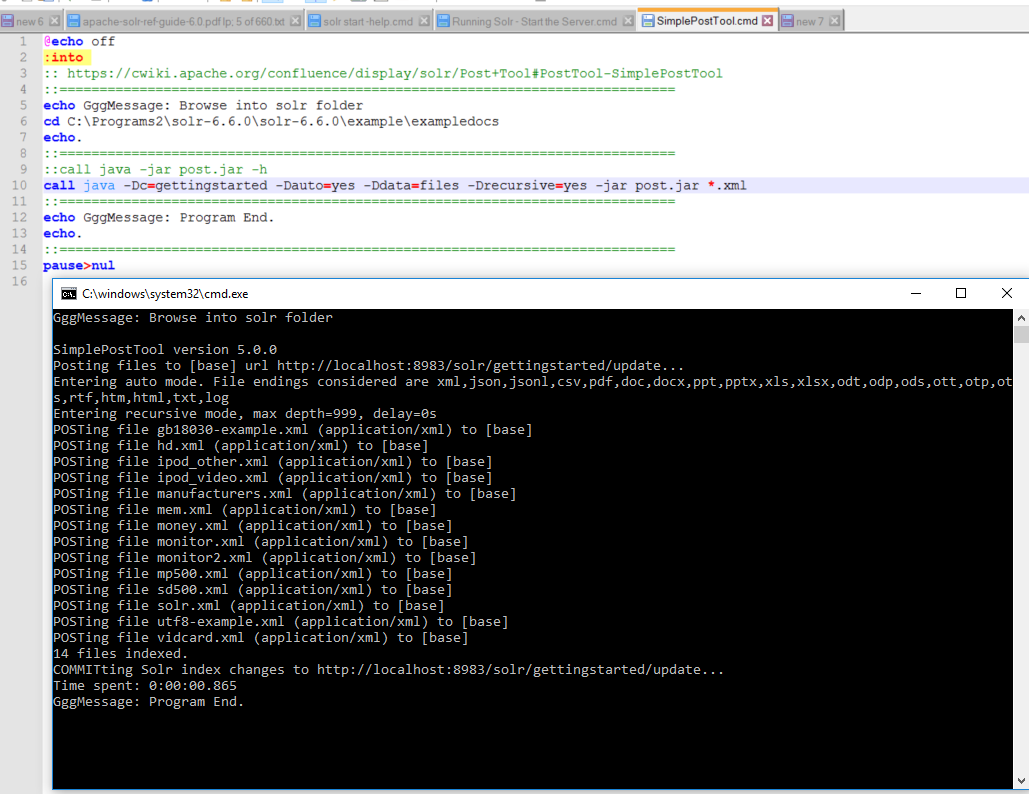 new 6 apache-solr-ref-guide-6.0 pdf lp; 5 of 660 txt solr start-help.cmd Running Solr - Start the Server.cmd SimplePostTool.cmd new 7
1 @echo off
2 :into
3 :: https://cwiki.apache.org/confluence/display/solr/Post+Tool#PostTool-SimplePostTool
4 ::=============================================================================
5 echo GggMessage: Browse into solr folder
6 cd C:\Programs2\solr-6.6.0\solr-6.6.0\example\exampledocs
7 echo.
8 ::=============================================================================
9 ::call java -jar post.jar -h
10 call java -Dc=gettingstarted -Dauto=yes -Ddata=files -Drecursive=yes -jar post.jar *.xml
11 ::=============================================================================
12 echo GggMessage: Program End.
13 echo.
14 ::=============================================================================
15 pause>nul
16
C:\windows\system32\cmd.exe
GggMessage: Browse into solr folder
SimplePostTool version 5.0.0
Posting files to [base] url http://localhost:8983/solr/gettingstarted/update...
Entering auto mode. File endings considered are xml,json,jsonl,csv,pdf,doc,docx,ppt,pptx,xls,xlsx,odt,odp,ods,ott,otp,ot
s,rtf,htm,html,txt,log
Entering recursive mode, max depth=999, delay=0s
POSTing file gb18030-example.xml (application/xml) to [base]
POSTing file hd.xml (application/xml) to [base]
POSTing file ipod_other.xml (application/xml) to [base]
POSTing file ipod_video.xml (application/xml) to [base]
POSTing file manufacturers.xml (application/xml) to [base]
POSTing file mem.xml (application/xml) to [base]
POSTing file money.xml (application/xml) to [base]
POSTing file monitor.xml (application/xml) to [base]
POSTing file monitor2.xml (application/xml) to [base]
POSTing file mp500.xml (application/xml) to [base]
POSTing file sd500.xml (application/xml) to [base]
POSTing file solr.xml (application/xml) to [base]
POSTing file utf8-example.xml (application/xml) to [base]
POSTing file vidcard.xml (application/xml) to [base]
14 files indexed.
COMMITting Solr index changes to http://localhost:8983/solr/gettingstarted/update...
Time spent: 0:00:00.865
GggMessage: Program End.